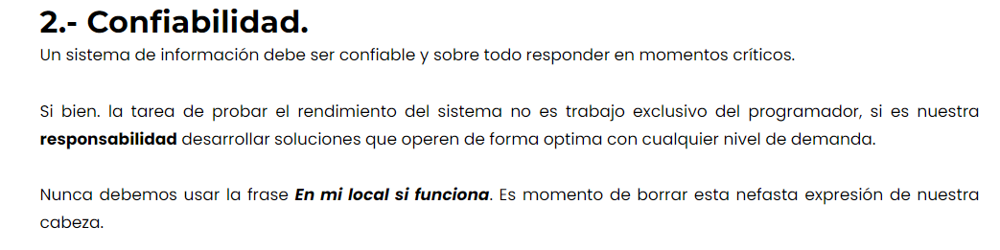 2.- Confiabilidad.
Un sistema de información debe ser confiable y sobre todo responder en momentos críticos.
Si bien. la tarea de probar el rendimiento del sistema no es trabajo exclusivo del programador, si es nuestra
responsabilidad desarrollar soluciones que operen de forma optima con cualquier nivel de demanda.
Nunca debemos usar la frase En mi local si funciona. Es momento de borrar esta nefasta expresión de nuestra
cabeza.